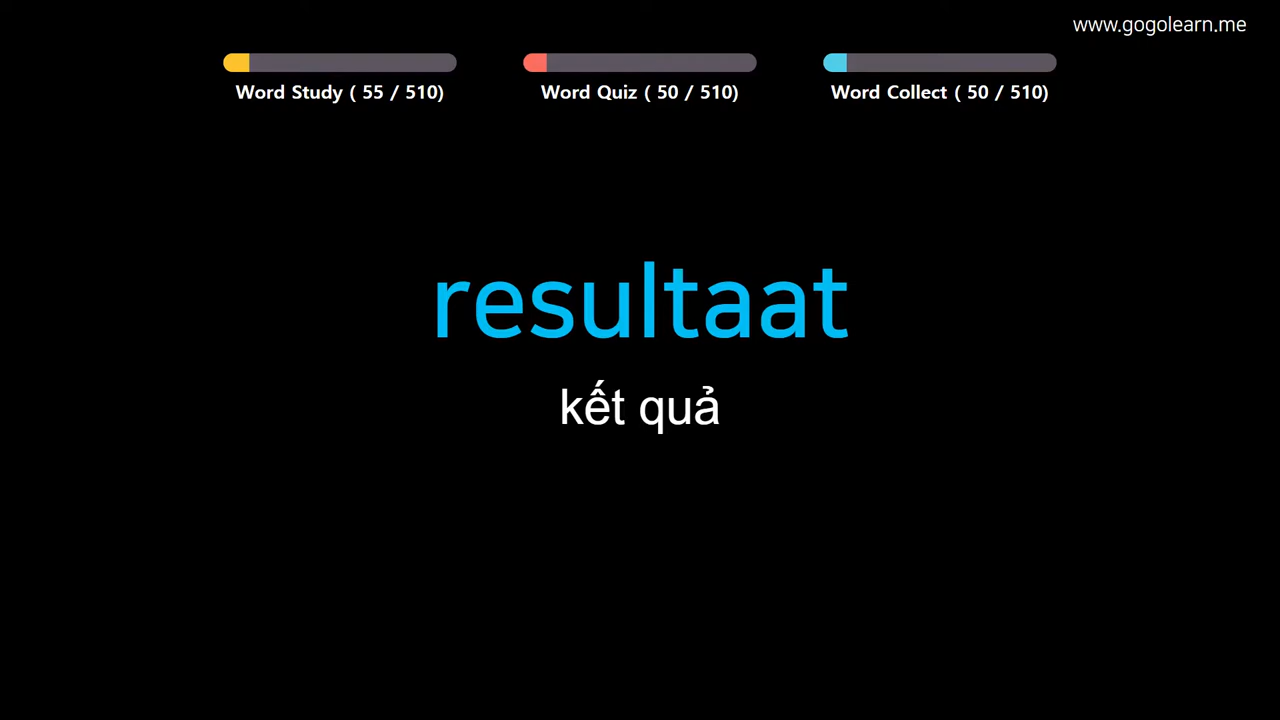 www.gogolearn.me
Word Study ( 55 / 510)
Word Quiz ( 50 / 510)
Word Collect ( 50 / 510)
resultaat
kết quả